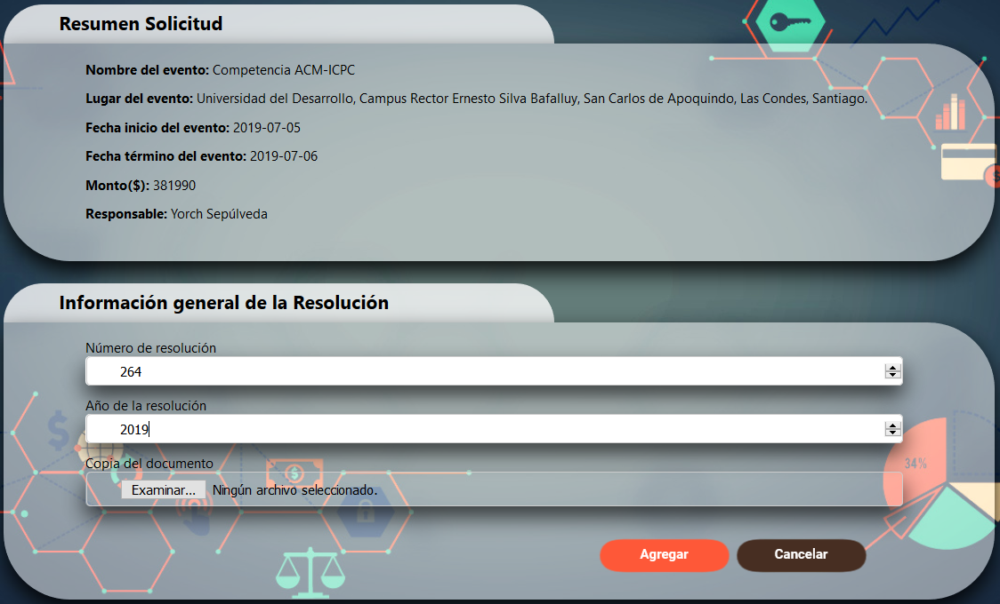 Resumen Solicitud
Nombre del evento: Competencia ACM-ICPC
Lugar del evento: Universidad del Desarrollo, Campus Rector Ernesto Silva Bafalluy, San Carlos de Apoquindo, Las Condes, Santiago.
Fecha inicio del evento: 2019-07-05
Fecha término del evento: 2019-07-06
Monto($): 381990
Responsable: Yorch Sepúlveda
Información general de la Resolución
Número de resolución
264
Año de la resolución
2019
Copia del documento
Examinar... Ningún archivo seleccionado.
34%
Agregar Cancelar